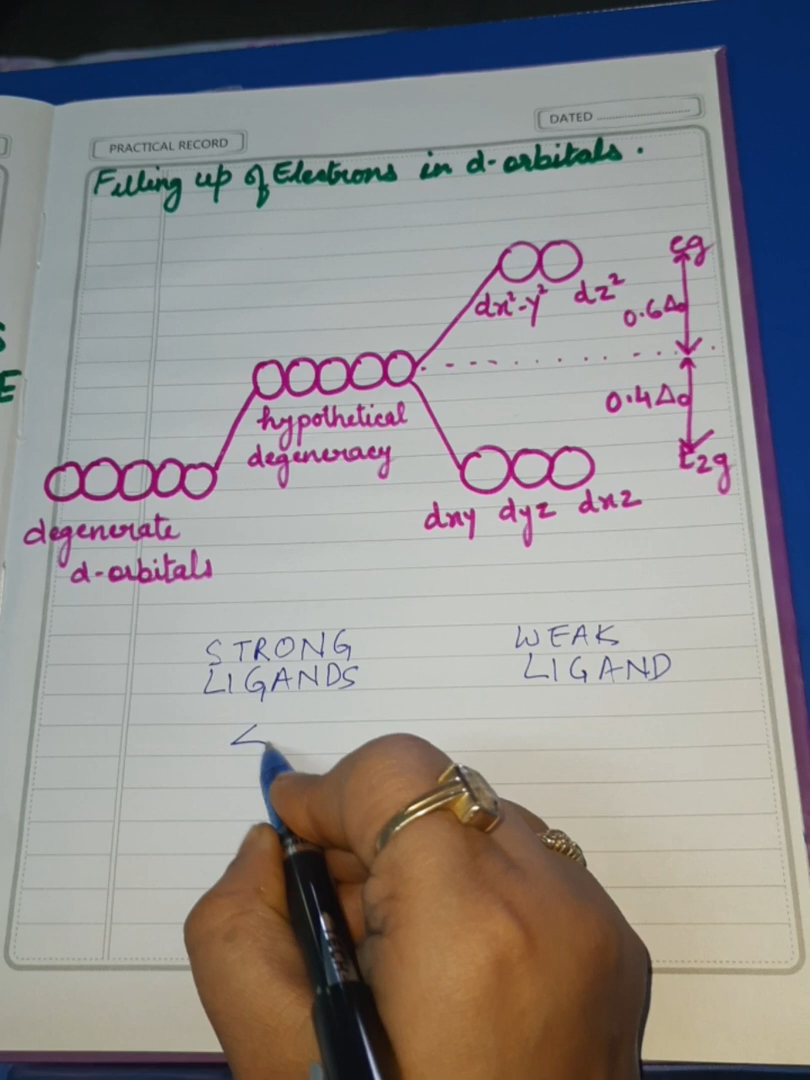 PRACTICAL RECORD
DATED
Filling up of Electrons in d-orbitals.
eg
dx²-y² dz²
0.6Δo
hypothetical
degeneracy
0.4Δo
t2g
dxy dyz dxz
degenerate
d-orbitals
STRONG
LIGANDS
WEAK
LIGAND